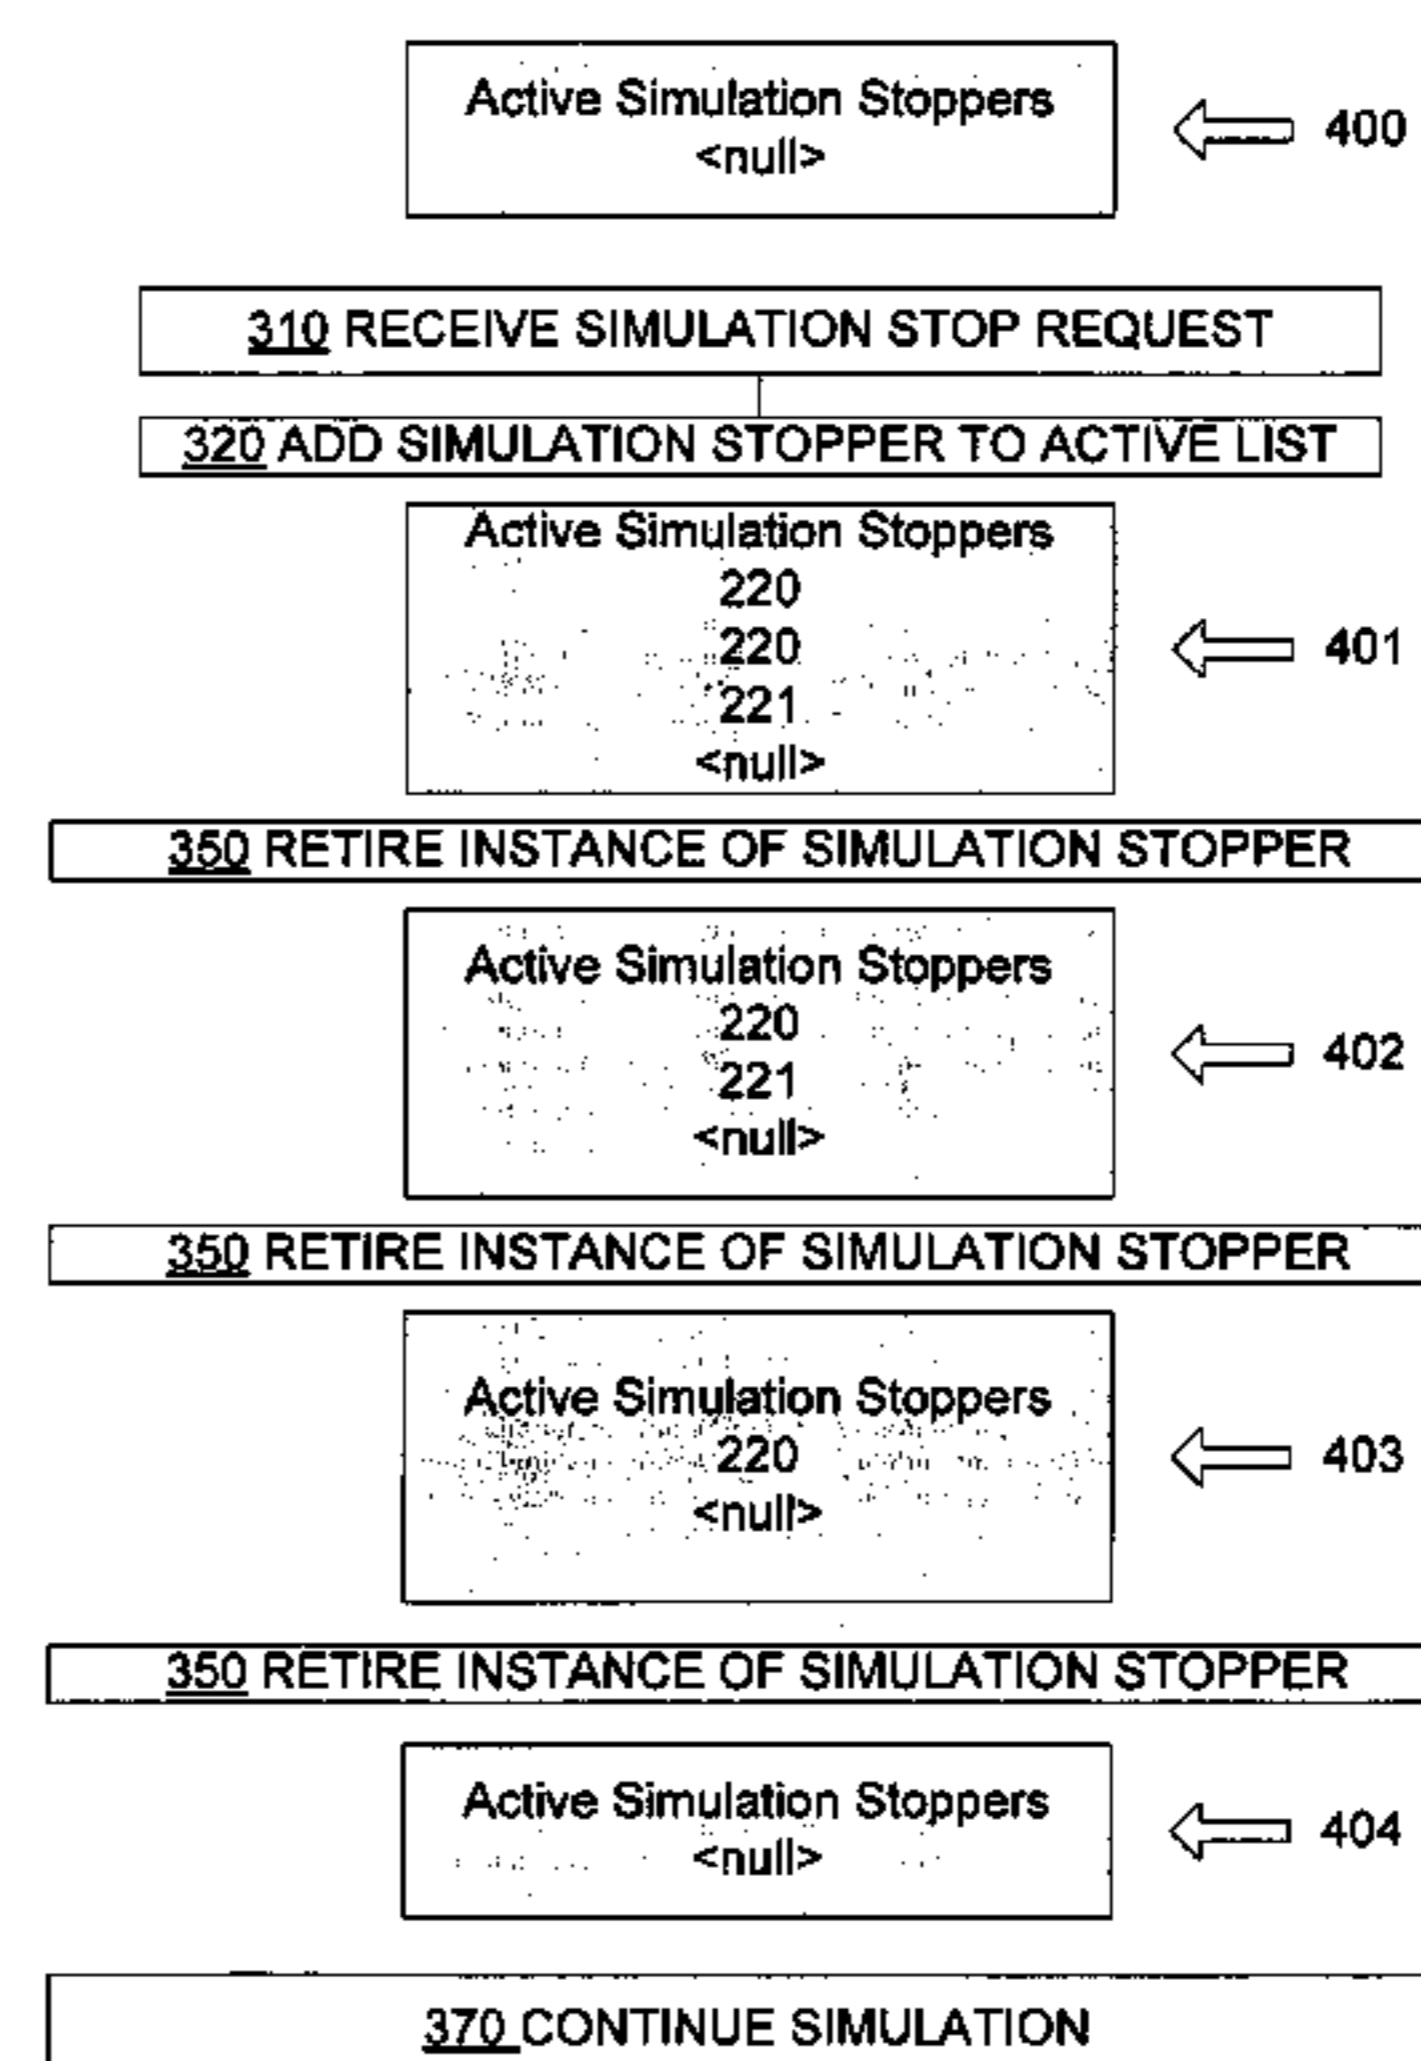 Active Simulation Stoppers
<null>
400
310 RECEIVE SIMULATION STOP REQUEST
320 ADD SIMULATION STOPPER TO ACTIVE LIST
Active Simulation Stoppers
220
220
221
<null>
401
350 RETIRE INSTANCE OF SIMULATION STOPPER
Active Simulation Stoppers
220
221
<null>
402
350 RETIRE INSTANCE OF SIMULATION STOPPER
Active Simulation Stoppers
220
<null>
403
350 RETIRE INSTANCE OF SIMULATION STOPPER
Active Simulation Stoppers
<null>
404
370 CONTINUE SIMULATION